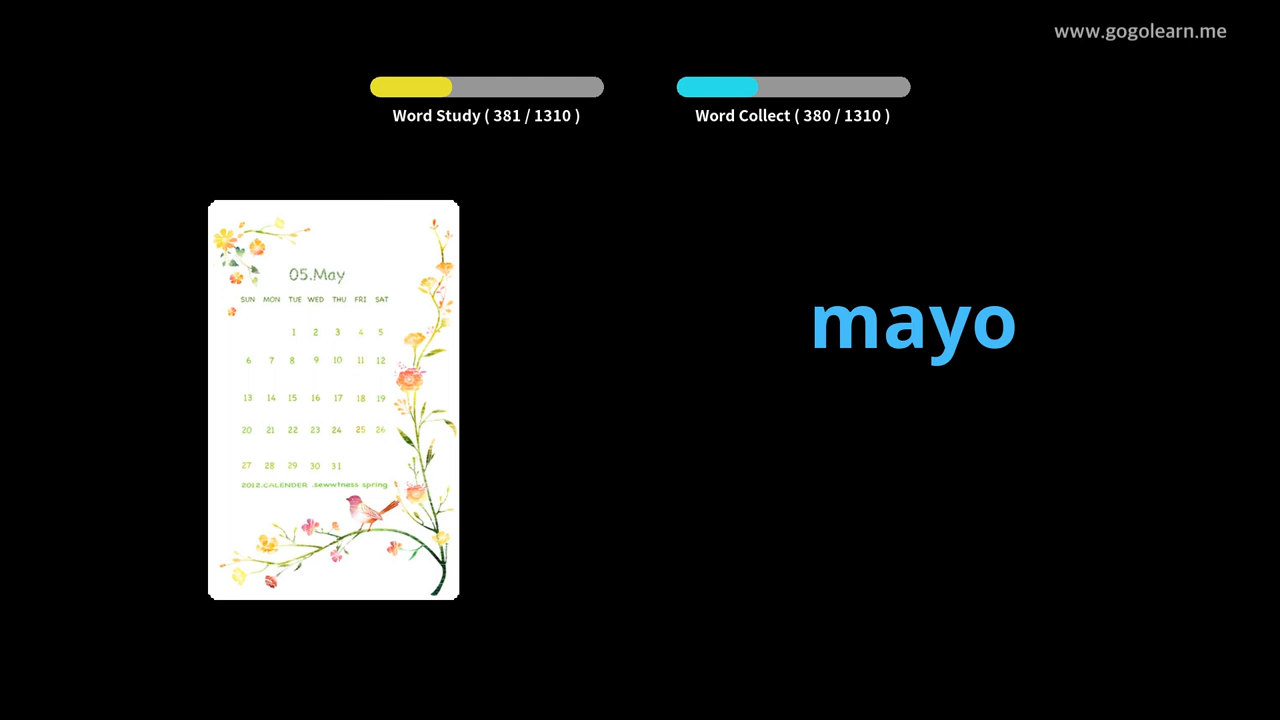 www.gogolearn.me
Word Study ( 381 / 1310 )
Word Collect ( 380 / 1310 )
05.May
SUN MON TUE WED THU FRI SAT
1 2 3 4 5
6 7 8 9 10 11 12
13 14 15 16 17 18 19
20 21 22 23 24 25 26
27 28 29 30 31
2012.CALENDER .sewwtness spring
mayo